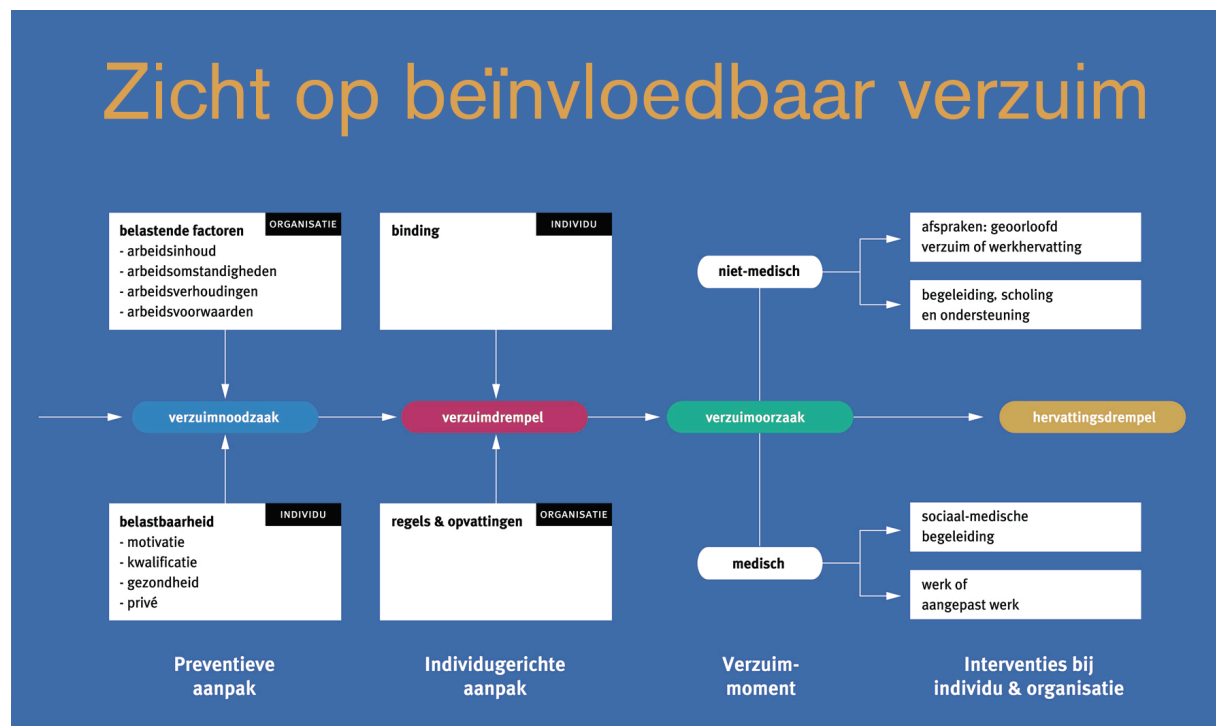 Zicht op beïnvloedbaar verzuim
ORGANISATIE
belastende factoren
- arbeidsinhoud
- arbeidsomstandigheden
- arbeidsverhoudingen
- arbeidsvoorwaarden
INDIVIDU
binding
niet-medisch
afspraken: geoorloofd
verzuim of werkhervatting
begeleiding, scholing
en ondersteuning
verzuimnoodzaak
verzuimdrempel
verzuimoorzaak
hervattingsdrempel
INDIVIDU
belastbaarheid
- motivatie
- kwalificatie
- gezondheid
- privé
ORGANISATIE
regels & opvattingen
medisch
sociaal-medische
begeleiding
werk of
aangepast werk
Preventieve
aanpak
Individugerichte
aanpak
Verzuim-
moment
Interventies bij
individu & organisatie